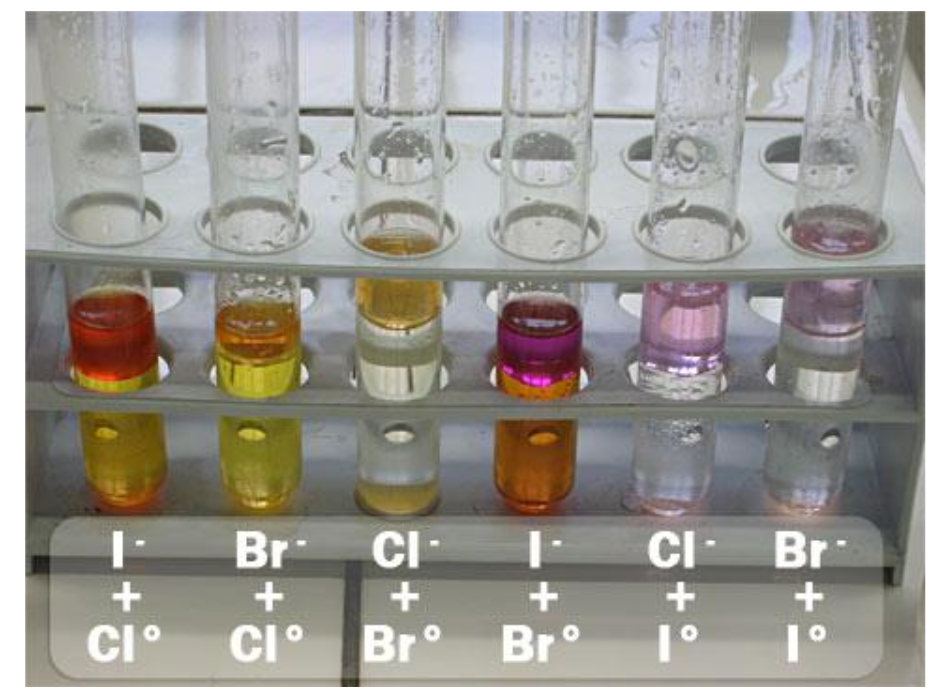 I - Br - Cl - I - Cl - Br -
+ + + + + +
Cl° Cl° Br° Br° I° I°